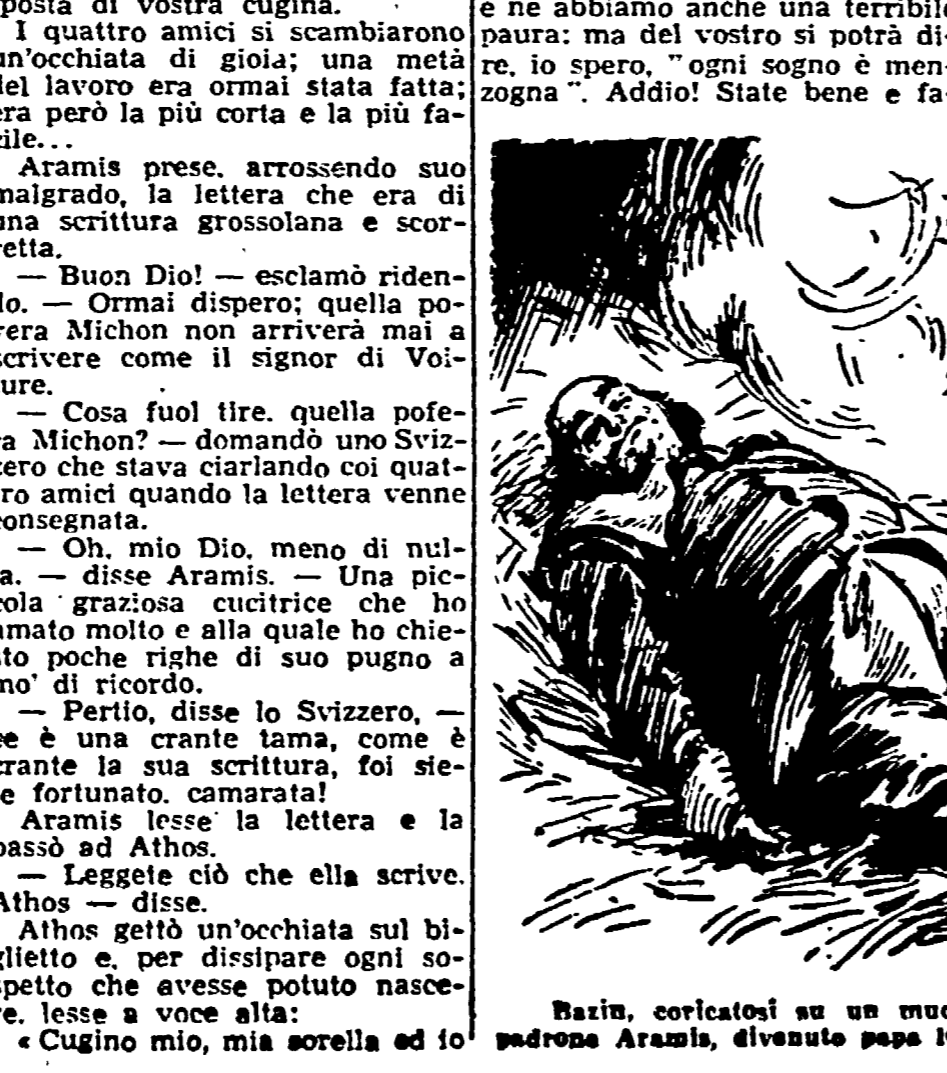 posta di vostra cugina.
I quattro amici si scambiarono
un'occhiata di gioia; una metà
del lavoro era ormai stata fatta;
era però la più corta e la più fa-
cile...
Aramis prese. arrossendo suo
malgrado, la lettera che era di
una scrittura grossolana e scor-
retta.
— Buon Dio! — esclamò riden-
do. — Ormai dispero; quella po-
vera Michon non arriverà mai a
scrivere come il signor di Voi-
ture.
— Cosa fuol tire. quella pofe-
ra Michon? — domandò uno Sviz-
zero che stava ciarlando coi quat-
tro amici quando la lettera venne
consegnata.
— Oh, mio Dio, meno di nul-
la. — disse Aramis. — Una pic-
cola graziosa cucitrice che ho
amato molto e alla quale ho chie-
sto poche righe di suo pugno a
mo' di ricordo.
— Pertio, disse lo Svizzero, —
se è una crante tama, come è
crante la sua scrittura, foi sie-
te fortunato. camarata!
Aramis lesse la lettera e la
passò ad Athos.
— Leggete ciò che ella scrive.
Athos — disse.
Athos gettò un'occhiata sul bi-
glietto e, per dissipare ogni so-
spetto che avesse potuto nasce-
re. lesse a voce alta:
« Cugino mio, mia sorella ed io
e ne abbiamo anche una terribile
paura: ma del vostro si potrà di-
re, io spero, "ogni sogno è men-
zogna". Addio! State bene e fa-
Bazin, coricatosi su un muc
padrone Aramis, divenuto papa